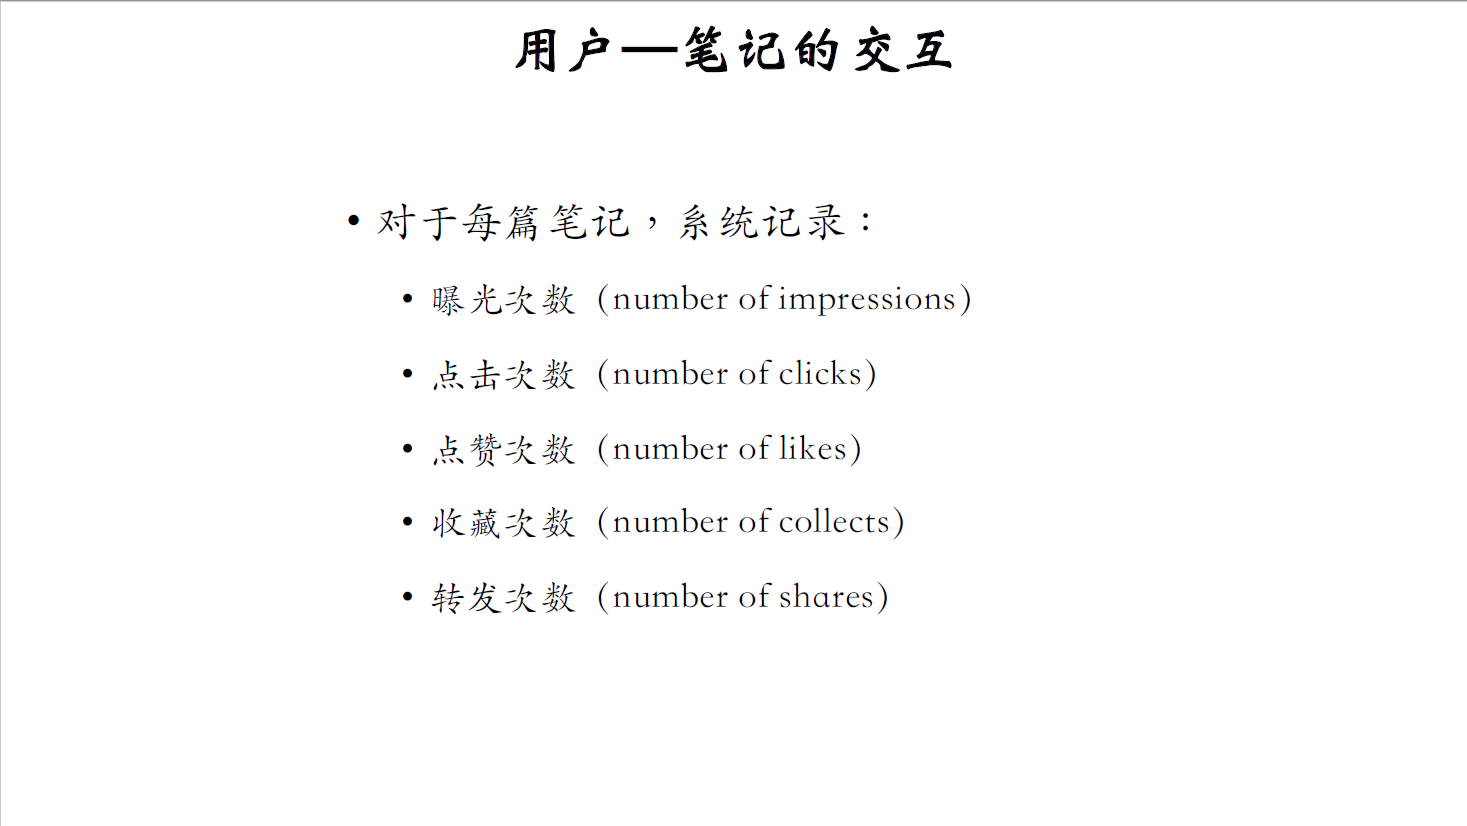 用户—笔记的交互
• 对于每篇笔记，系统记录：
• 曝光次数（number of impressions）
• 点击次数（number of clicks）
• 点赞次数（number of likes）
• 收藏次数（number of collects）
• 转发次数（number of shares）